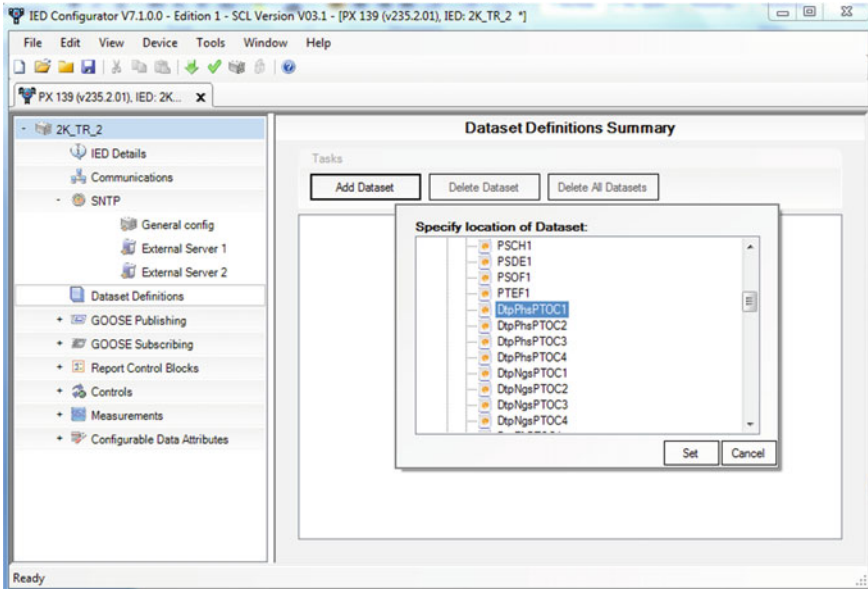 IED Configurator V7.1.0.0 - Edition 1 - SCL Version V03.1 - [PX 139 (v235.2.01), IED: 2K_TR_2 *]
File Edit View Device Tools Window Help
PX 139 (v235.2.01), IED: 2K... x
2K_TR_2
IED Details
Communications
SNTP
General config
External Server 1
External Server 2
Dataset Definitions
GOOSE Publishing
GOOSE Subscribing
Report Control Blocks
Controls
Measurements
Configurable Data Attributes
Dataset Definitions Summary
Tasks
Add Dataset Delete Dataset Delete All Datasets
Specify location of Dataset:
PSCH1
PSDE1
PSOF1
PTEF1
DtpPhsPTOC1
DtpPhsPTOC2
DtpPhsPTOC3
DtpPhsPTOC4
DtpNgsPTOC1
DtpNgsPTOC2
DtpNgsPTOC3
DtpNgsPTOC4
Set Cancel
Ready